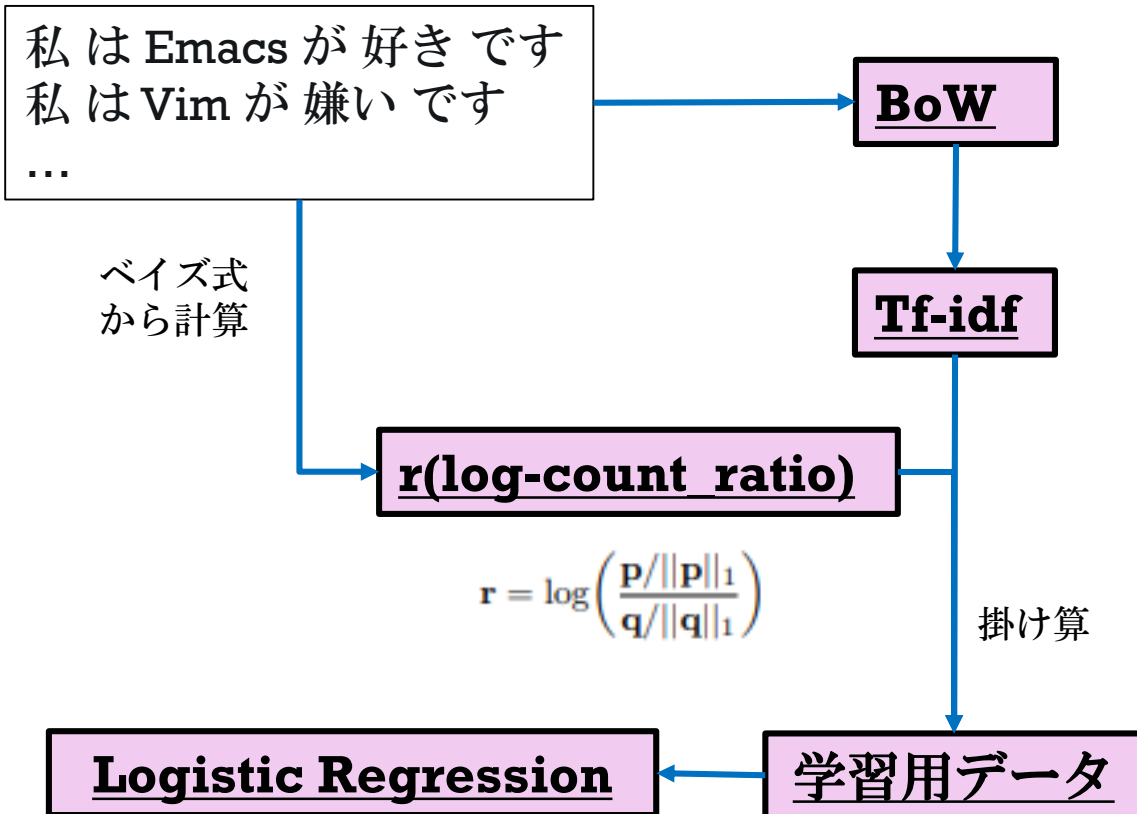 私 は Emacs が 好き です
私 は Vim が 嫌い です
…
BoW
ベイズ式
から計算
Tf-idf
r(log-count_ratio)
r = log(p/||p||₁ / q/||q||₁)
掛け算
Logistic Regression
学習用データ